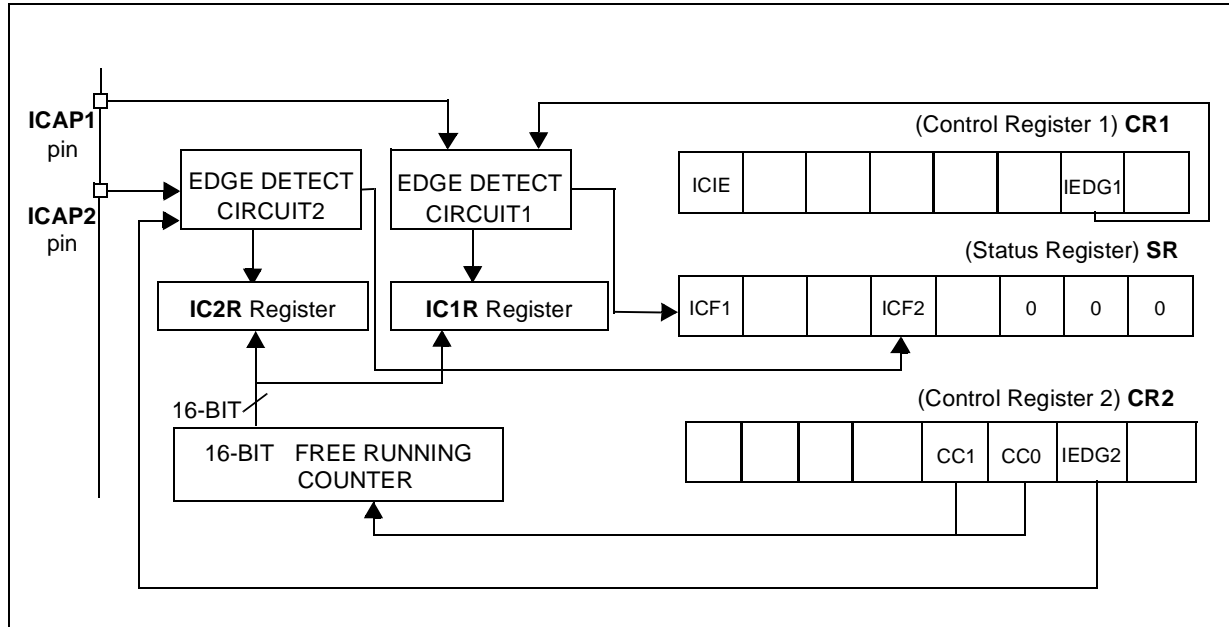 ICAP1
pin
ICAP2
pin
EDGE DETECT
CIRCUIT2
EDGE DETECT
CIRCUIT1
IC2R Register
IC1R Register
16-BIT
16-BIT FREE RUNNING
COUNTER
(Control Register 1) CR1
ICIE IEDG1
(Status Register) SR
ICF1 ICF2 0 0 0
(Control Register 2) CR2
CC1 CC0 IEDG2